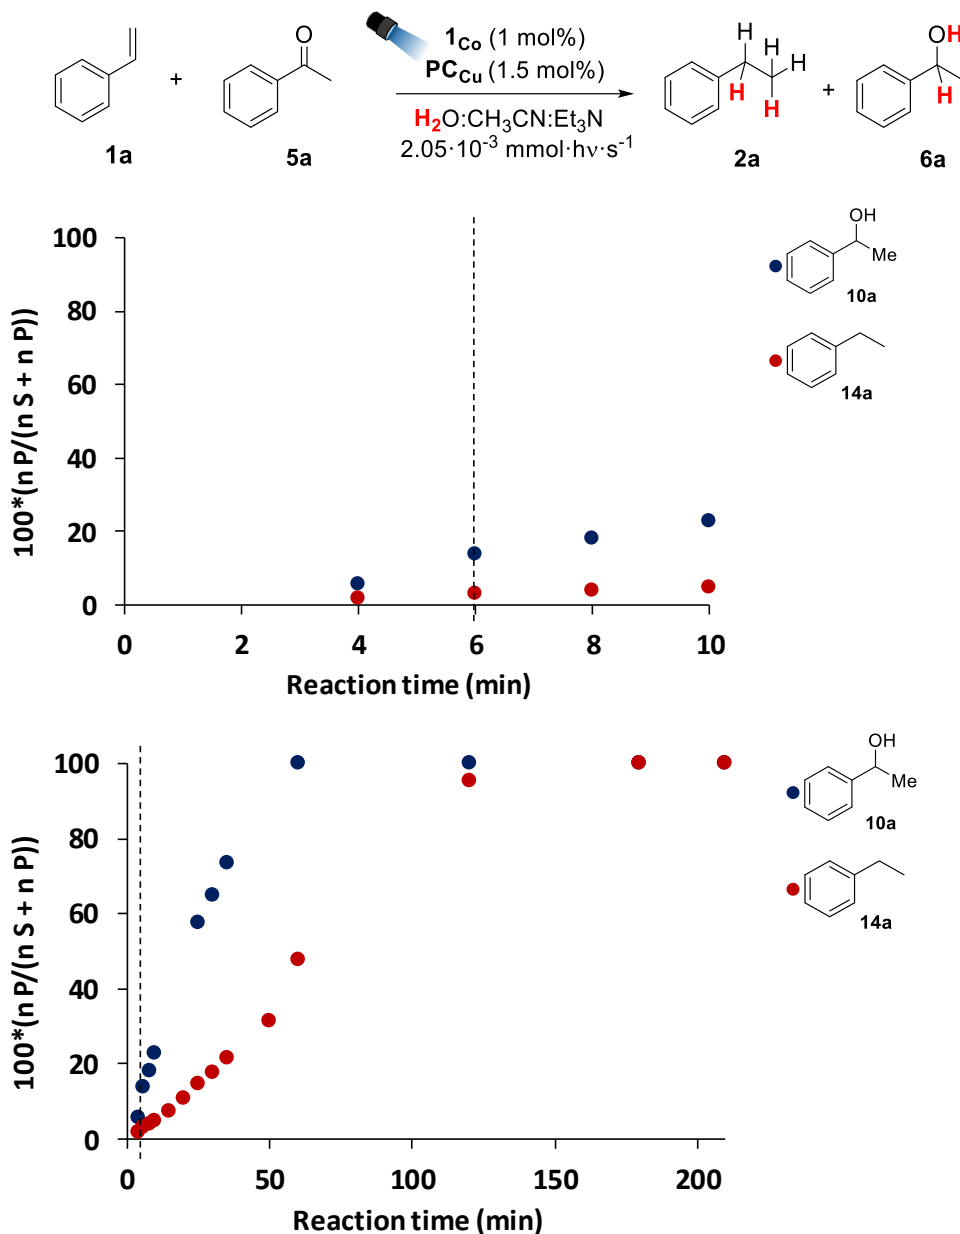 O
OH
H
H
H
H
H
H
+
+
1Co (1 mol%)
PCCu (1.5 mol%)
H2O:CH3CN:Et3N
2.05·10-3 mmol·hν·s-1
1a
5a
2a
6a
100*(n P/(n S + n P))
100
80
60
40
20
0
0 2 4 6 8 10
Reaction time (min)
OH
Me
10a
14a
100*(n P/(n S + n P))
100
80
60
40
20
0
0 50 100 150 200
Reaction time (min)
OH
Me
10a
14a